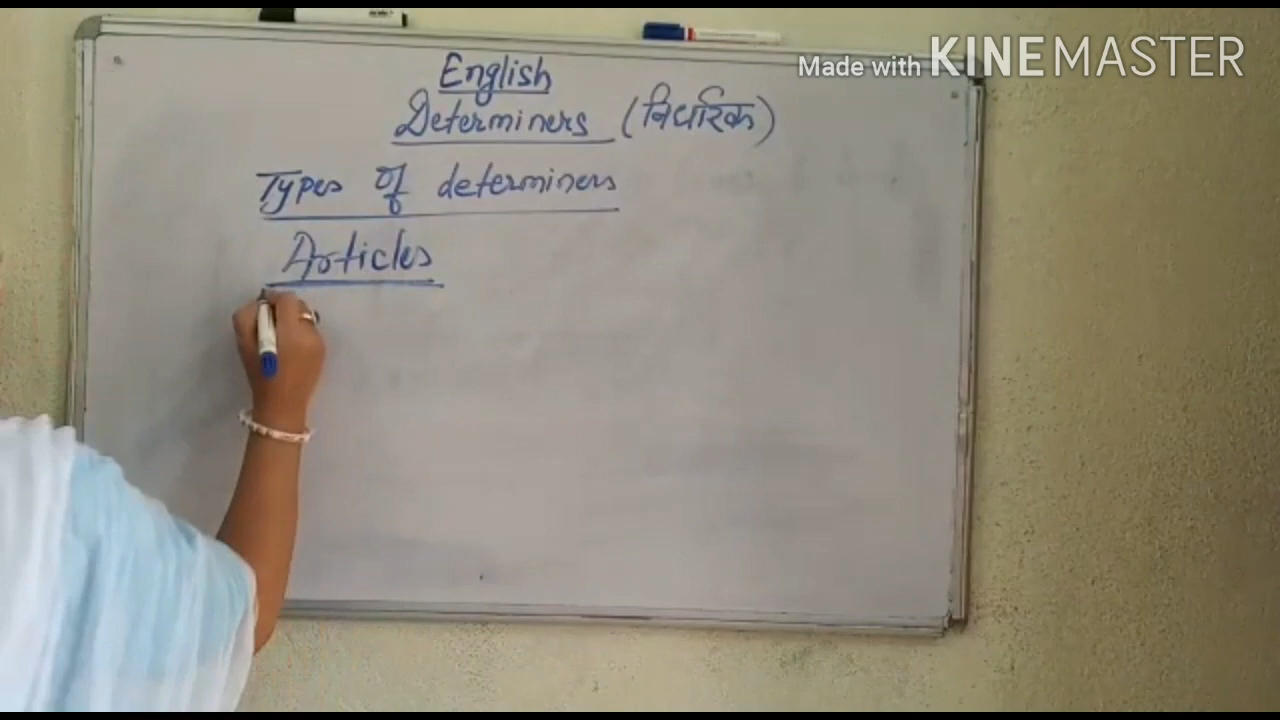 Made with KINEMASTER
English
Determiners (निर्धारक)
Types of determiners
Articles